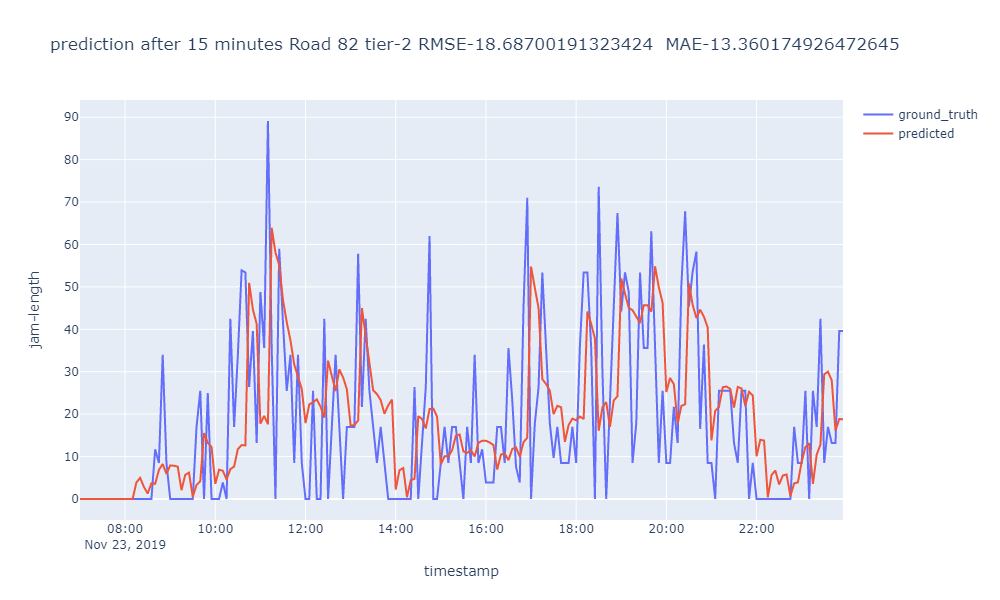 prediction after 15 minutes Road 82 tier-2 RMSE-18.68700191323424  MAE-13.360174926472645
ground_truth
predicted
90
80
70
60
50
40
30
20
10
0
jam-length
08:00 10:00 12:00 14:00 16:00 18:00 20:00 22:00
Nov 23, 2019
timestamp